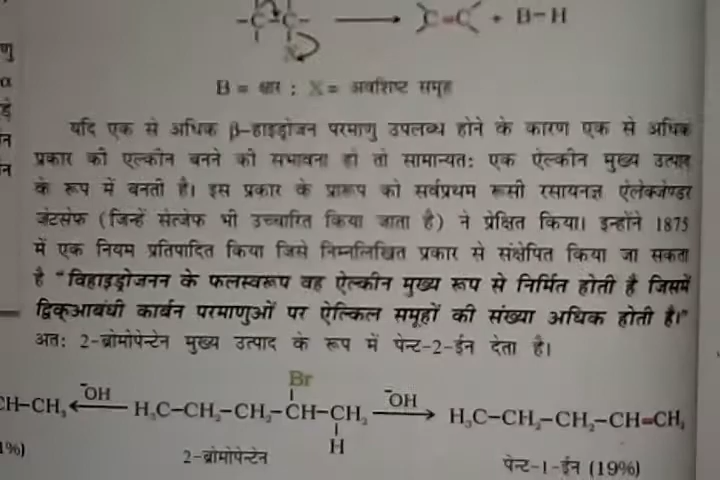 -C-C- → C=C + B-H
B = क्षार ; X = अवशिष्ट समूह
यदि एक से अधिक β-हाइड्रोजन परमाणु उपलब्ध होने के कारण एक से अधिक
प्रकार की एल्कीन बनने की संभावना हो तो सामान्यत: एक ऐल्कीन मुख्य उत्पाद
के रूप में बनती है। इस प्रकार के प्रारूप को सर्वप्रथम रूसी रसायनज्ञ ऐलेक्जेण्डर
जेटसेफ (जिन्हें सेत्जेफ भी उच्चारित किया जाता है) ने प्रेक्षित किया। इन्होंने 1875
में एक नियम प्रतिपादित किया जिसे निम्नलिखित प्रकार से संक्षेपित किया जा सकता
है "विहाइड्रोजनन के फलस्वरूप वह ऐल्कीन मुख्य रूप से निर्मित होती है जिसमें
द्विक्आबंधी कार्बन परमाणुओं पर ऐल्किल समूहों की संख्या अधिक होती है।"
अत: 2-ब्रोमोपेन्टेन मुख्य उत्पाद के रूप में पेन्ट-2-ईन देता है।
Br
CH-CH₃ ←⁻OH H₃C-CH₂-CH₂-CH-CH₂ ⁻OH→ H₃C-CH₂-CH₂-CH=CH₂
H
1%) 2-ब्रोमोपेन्टेन पेन्ट-1-ईन (19%)